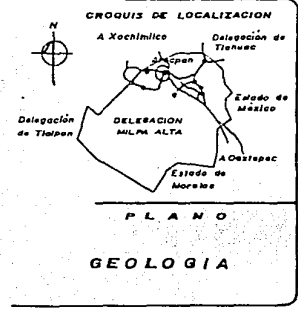 CROQUIS DE LOCALIZACION
N
A Xochimilco
Delegación de Tlahuac
Estado de México
Delegación de Tlalpan
DELEGACION MILPA ALTA
A Oaxtepec
Estado de Morelos
PLANO
GEOLOGIA